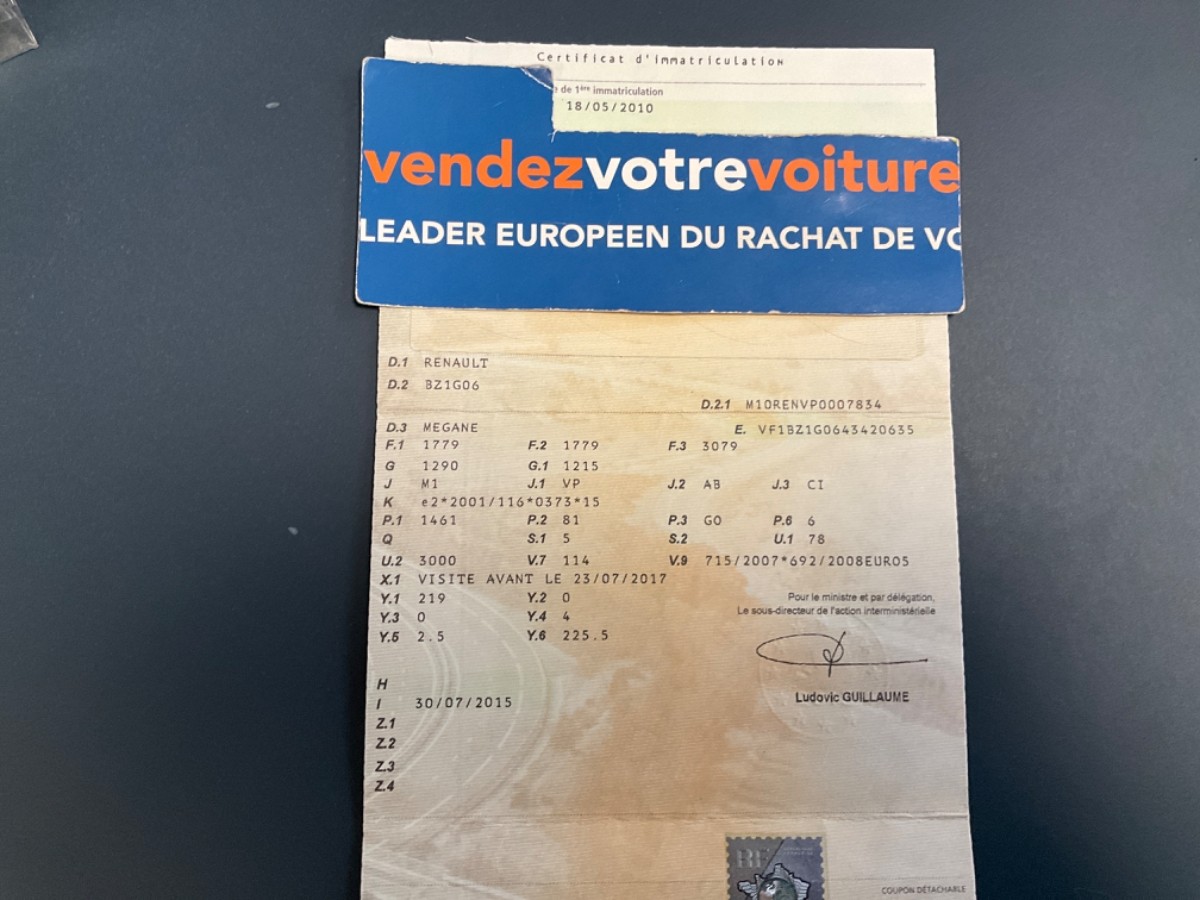 Certificat d'immatriculation
de 1ère immatriculation
18/05/2010
vendezvotrevoiture
LEADER EUROPEEN DU RACHAT DE
D.1 RENAULT
D.2 BZ1G06
D.2.1 M10RENVP0007834
D.3 MEGANE
E. VF1BZ1G0643420635
F.1 1779 F.2 1779 F.3 3079
G 1290 G.1 1215
J M1 J.1 VP J.2 AB J.3 CI
K e2*2001/116*0373*15
P.1 1461 P.2 81 P.3 GO P.6 6
Q S.1 5 S.2 U.1 78
U.2 3000 V.7 114 V.9 715/2007*692/2008EURO5
X.1 VISITE AVANT LE 23/07/2017
Y.1 219 Y.2 0
Pour le ministre et par délégation,
Le sous-directeur de l'action interministérielle
Y.3 0 Y.4 4
Y.5 2.5 Y.6 225.5
H
Ludovic GUILLAUME
I 30/07/2015
Z.1
Z.2
Z.3
Z.4
RF
COUPON DÉTACHABLE